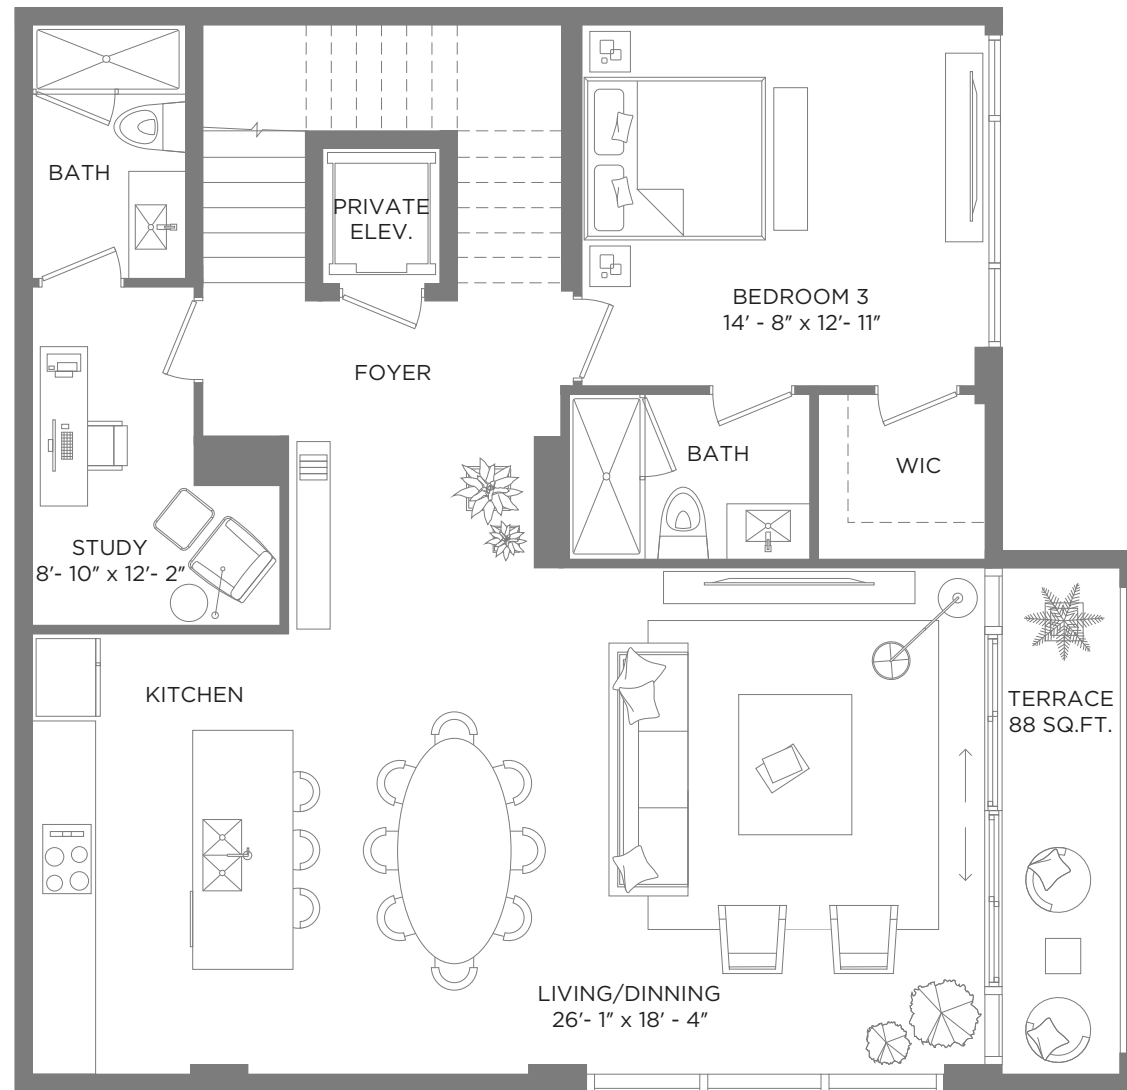 BATH
PRIVATE
ELEV.
BEDROOM 3
14′ - 8″ x 12′- 11″
FOYER
BATH
WIC
STUDY
8′- 10″ x 12′- 2″
KITCHEN
TERRACE
88 SQ.FT.
LIVING/DINNING
26′- 1″ x 18′ - 4″